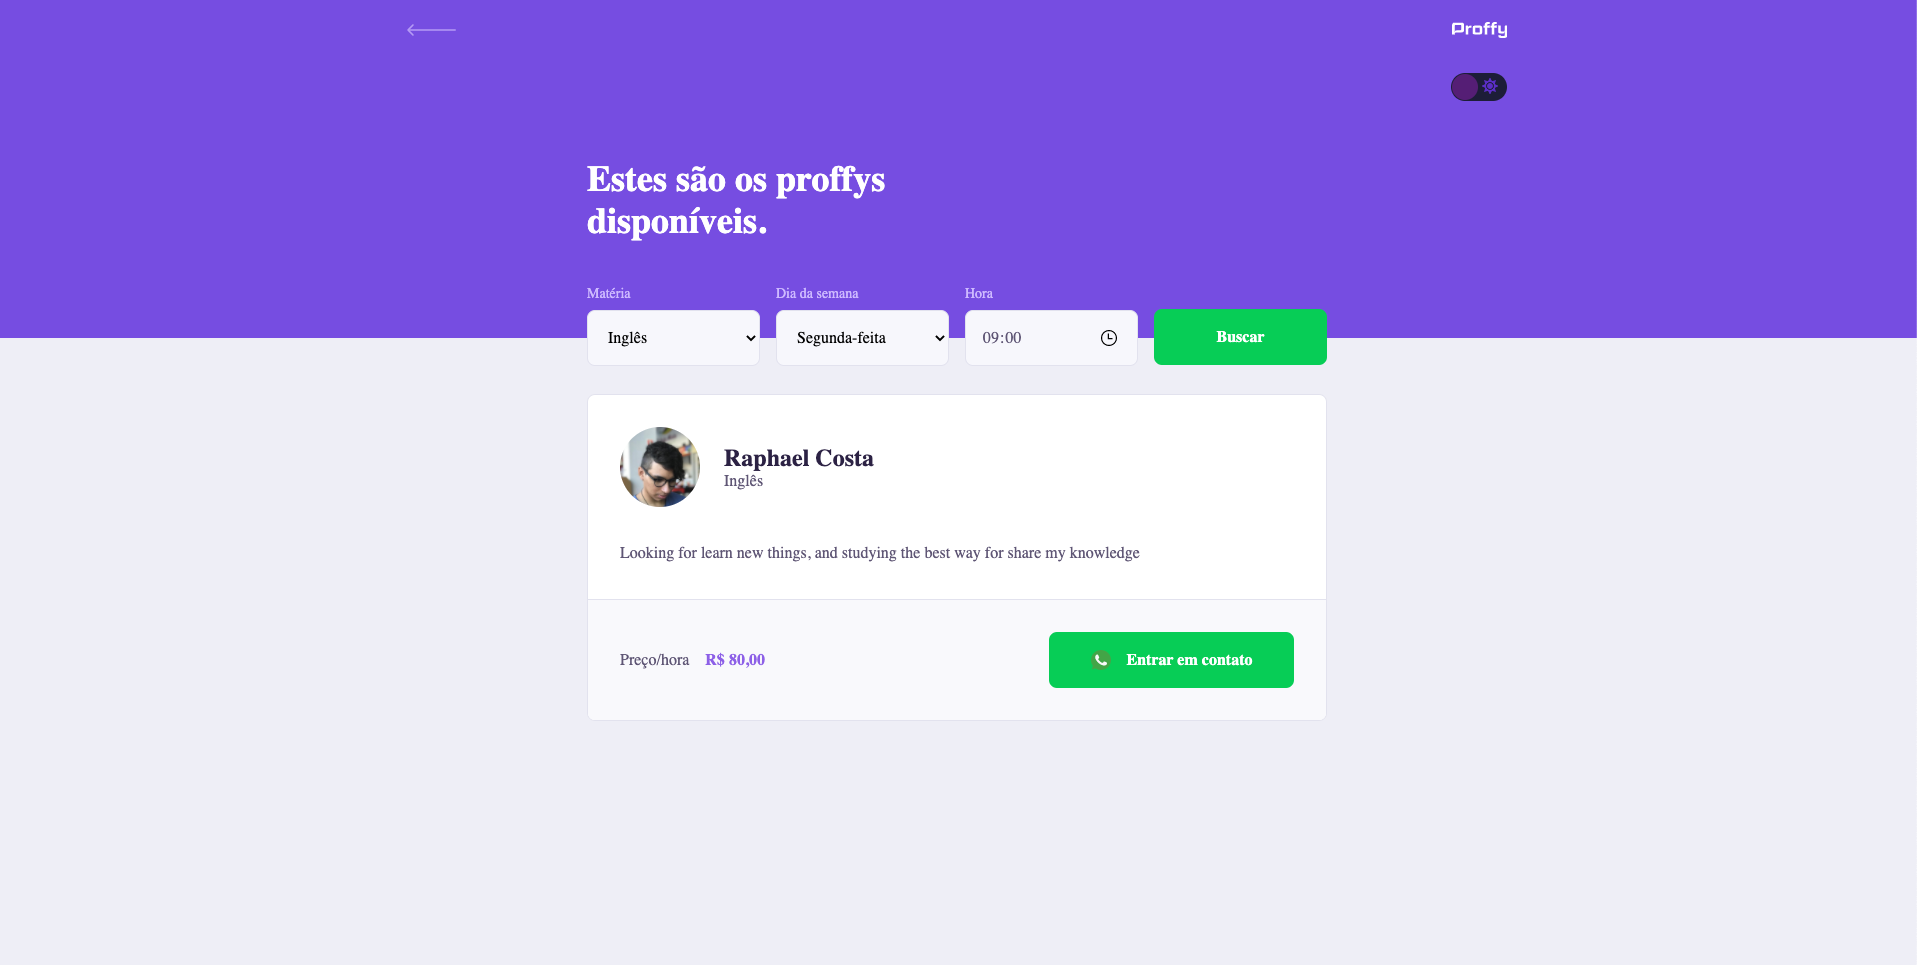 Proffy
Estes são os proffys
disponíveis.
Matéria
Dia da semana
Hora
Inglês
Segunda-feita
09:00
Buscar
Raphael Costa
Inglês
Looking for learn new things, and studying the best way for share my knowledge
Preço/hora R$ 80,00
Entrar em contato